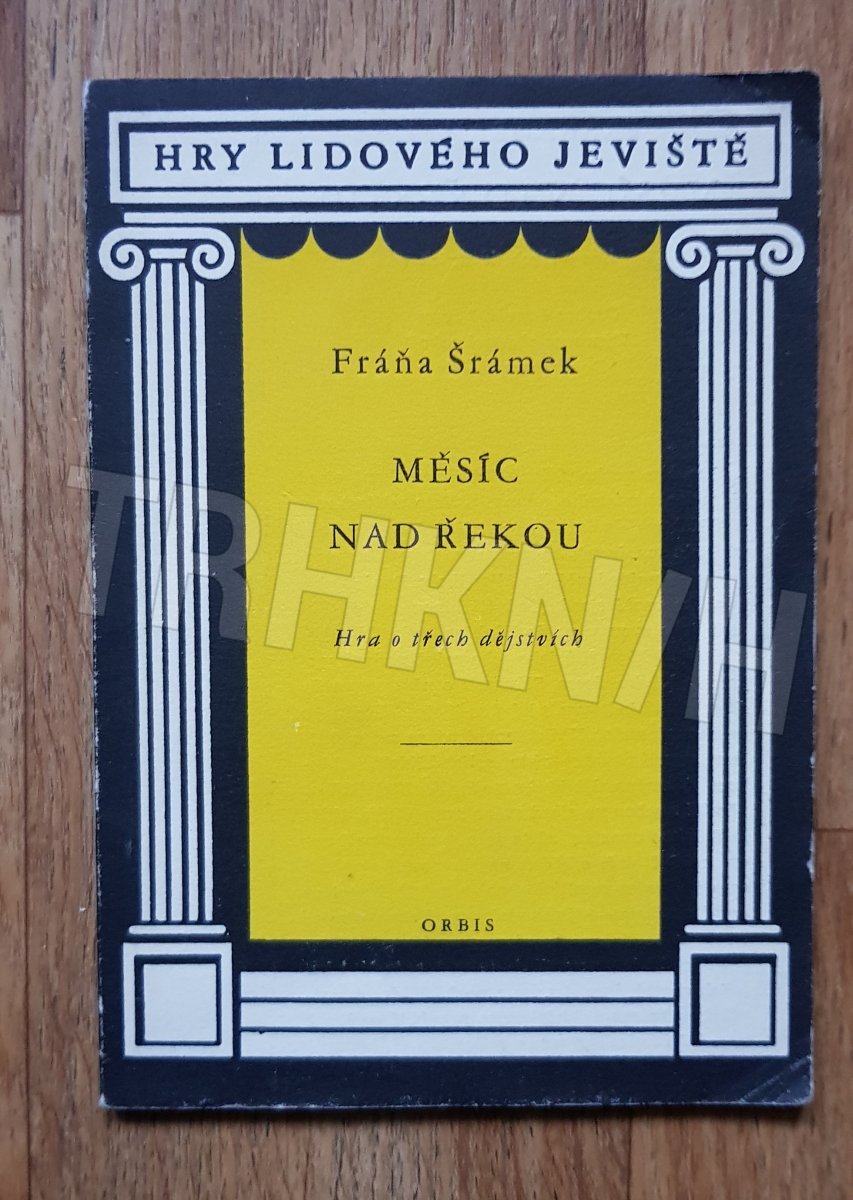 HRY LIDOVÉHO JEVIŠTĚ
Fráňa Šrámek
MĚSÍC
NAD ŘEKOU
Hra o třech dějstvích
ORBIS
TRHKNIH